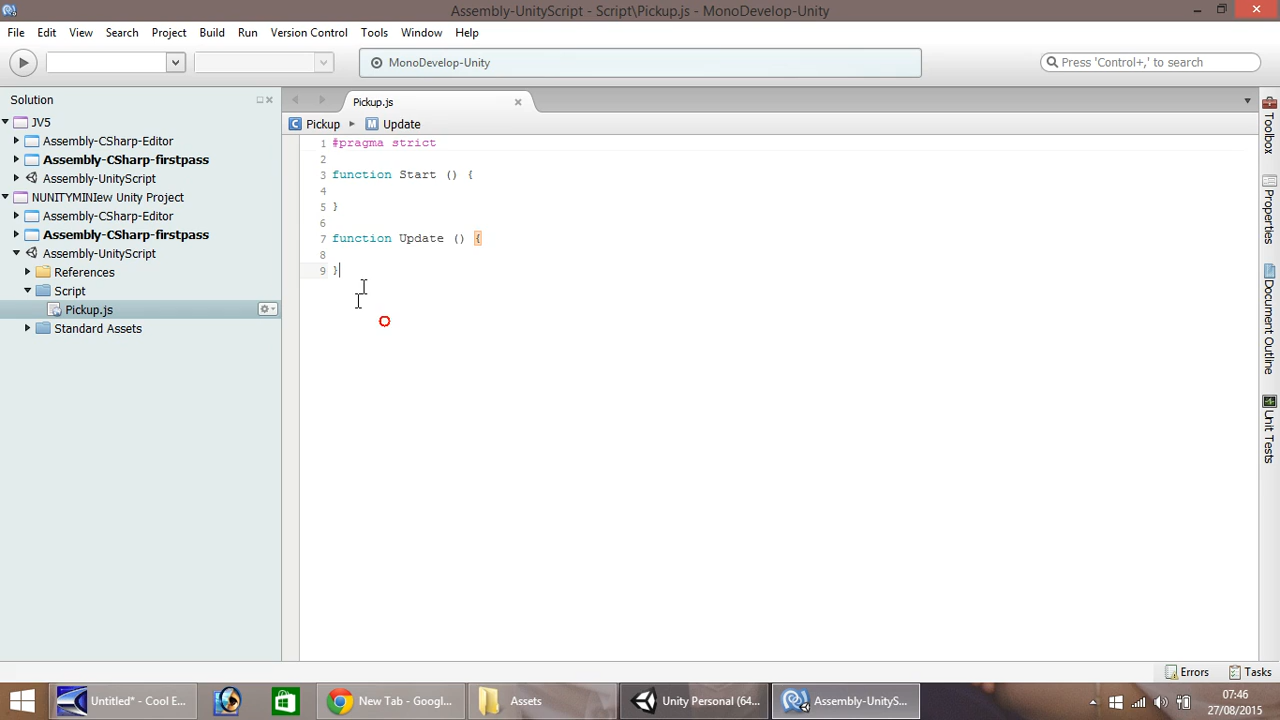 Assembly-UnityScript - Script\Pickup.js - MonoDevelop-Unity
File Edit View Search Project Build Run Version Control Tools Window Help
MonoDevelop-Unity
Press 'Control+,' to search
Solution
JV5
Assembly-CSharp-Editor
Assembly-CSharp-firstpass
Assembly-UnityScript
NUNITYMINIew Unity Project
Assembly-CSharp-Editor
Assembly-CSharp-firstpass
Assembly-UnityScript
References
Script
Pickup.js
Standard Assets
Pickup.js
Pickup Update
1 #pragma strict
2
3 function Start () {
4
5 }
6
7 function Update () {
8
9 }
Toolbox
Properties
Document Outline
Unit Tests
Errors Tasks
Untitled* - Cool E...
New Tab - Googl...
Assets
Unity Personal (64...
Assembly-UnityS...
07:46
27/08/2015